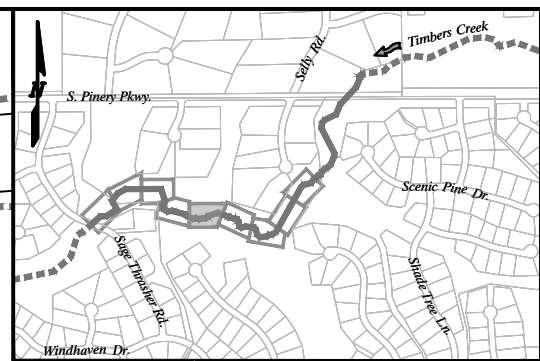 Timbers Creek
Selly Rd.
N
S. Pinery Pkwy.
Scenic Pine Dr.
Sage Thrasher Rd.
Shade Tree Ln.
Windhaven Dr.